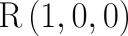 R (1, 0, 0)